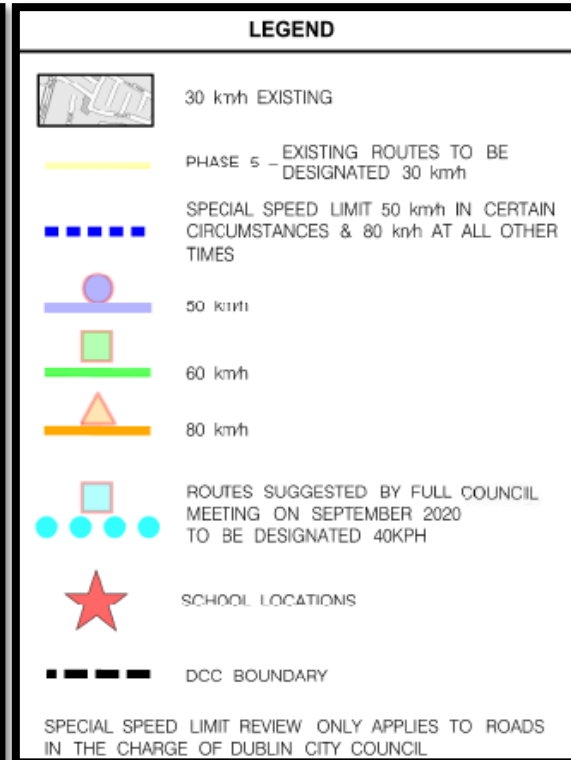 LEGEND
30 km/h EXISTING
PHASE 5 – EXISTING ROUTES TO BE
DESIGNATED 30 km/h
SPECIAL SPEED LIMIT 50 km/h IN CERTAIN
CIRCUMSTANCES & 80 km/h AT ALL OTHER
TIMES
50 km/h
60 km/h
80 km/h
ROUTES SUGGESTED BY FULL COUNCIL
MEETING ON SEPTEMBER 2020
TO BE DESIGNATED 40KPH
SCHOOL LOCATIONS
DCC BOUNDARY
SPECIAL SPEED LIMIT REVIEW ONLY APPLIES TO ROADS
IN THE CHARGE OF DUBLIN CITY COUNCIL